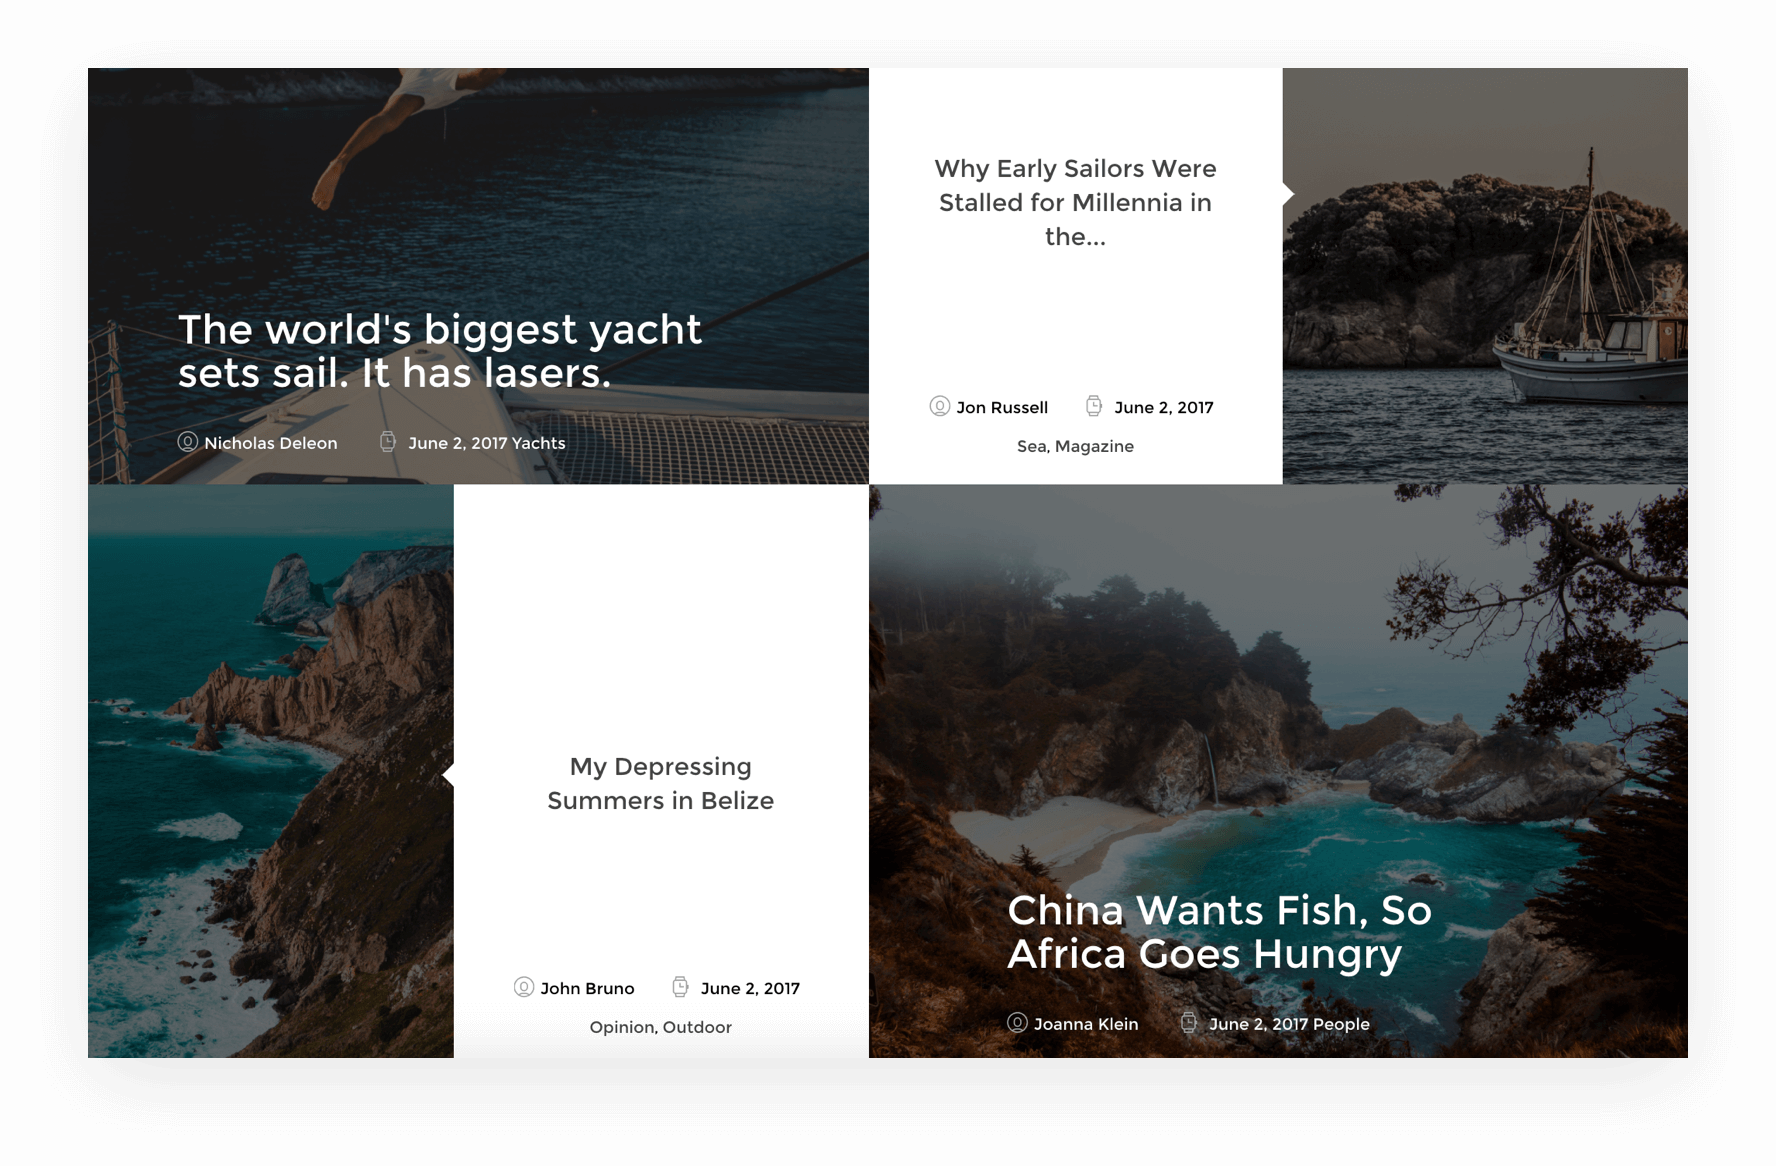 The world's biggest yacht
sets sail. It has lasers.
Nicholas Deleon June 2, 2017 Yachts
Why Early Sailors Were
Stalled for Millennia in
the...
Jon Russell June 2, 2017
Sea, Magazine
My Depressing
Summers in Belize
John Bruno June 2, 2017
Opinion, Outdoor
China Wants Fish, So
Africa Goes Hungry
Joanna Klein June 2, 2017 People